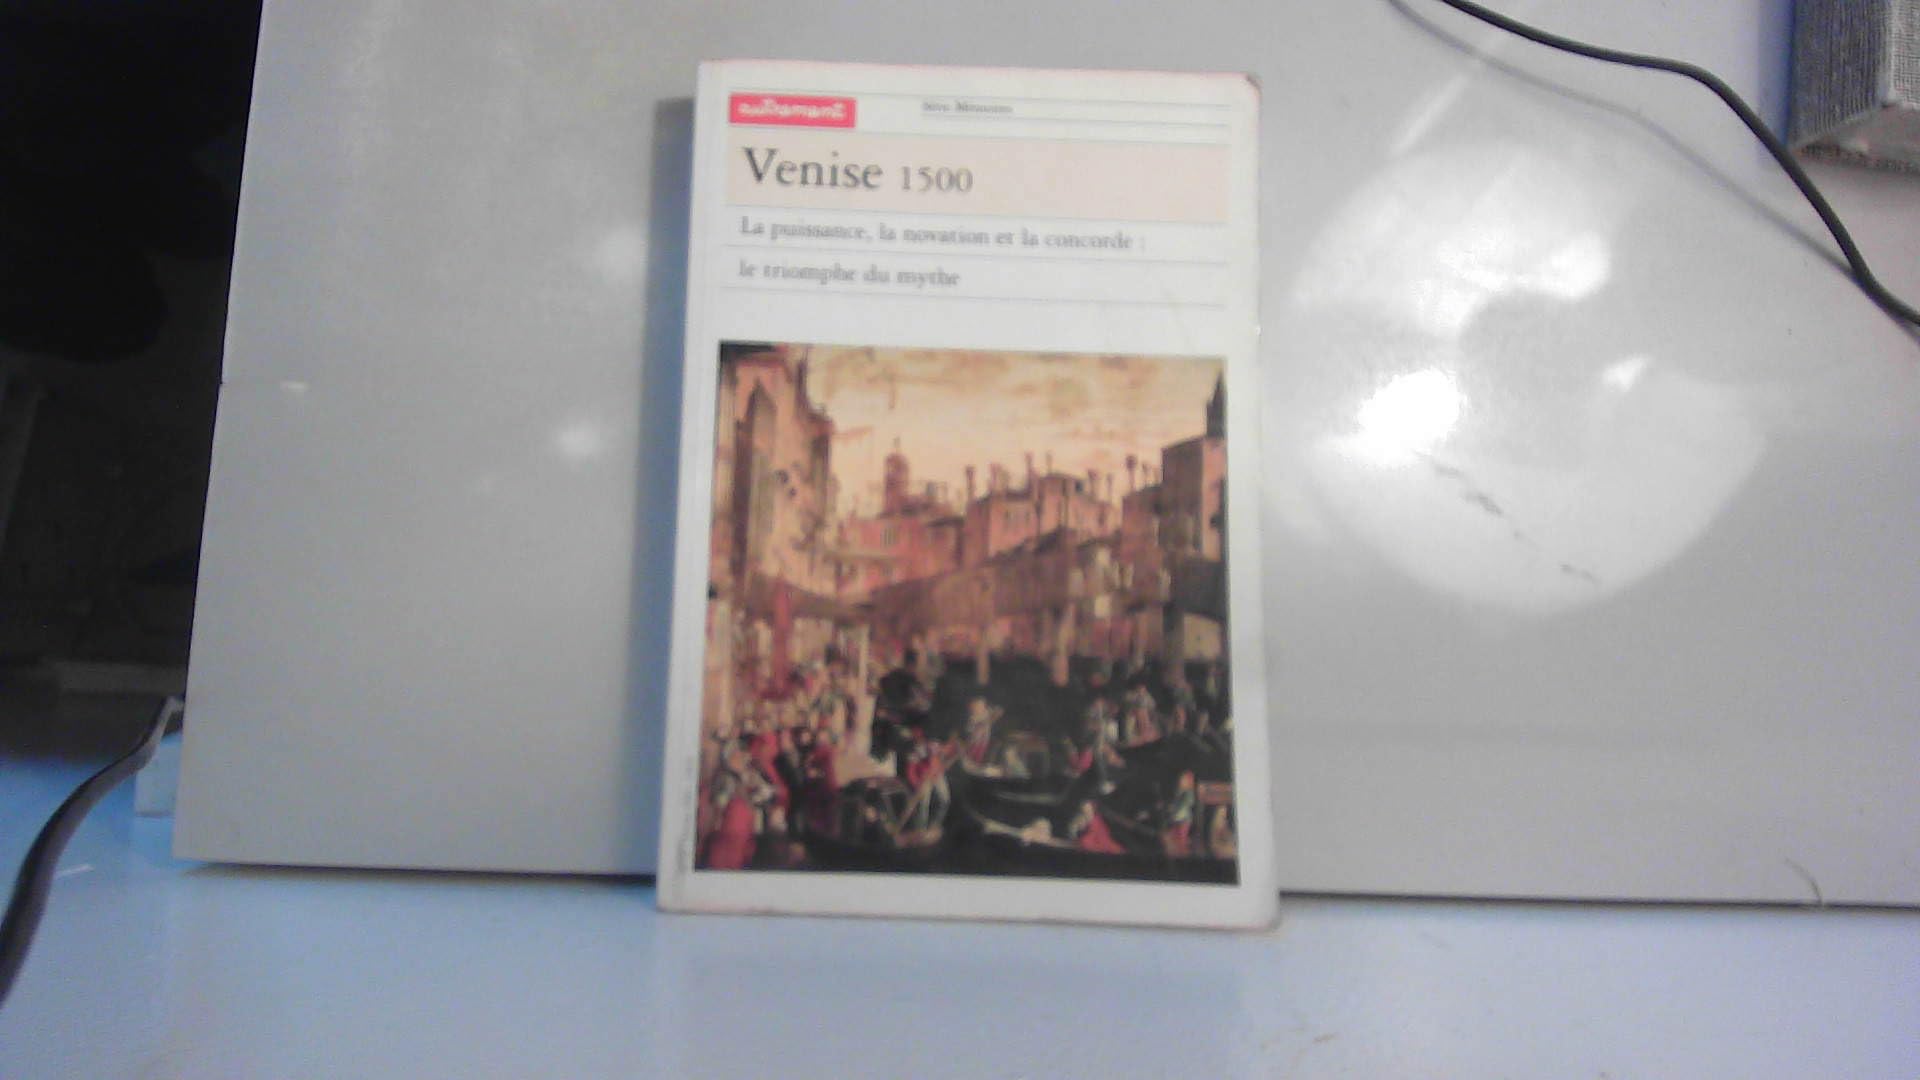 autrement
Série Mémoires
Venise 1500
La puissance, la novation et la concorde :
le triomphe du mythe